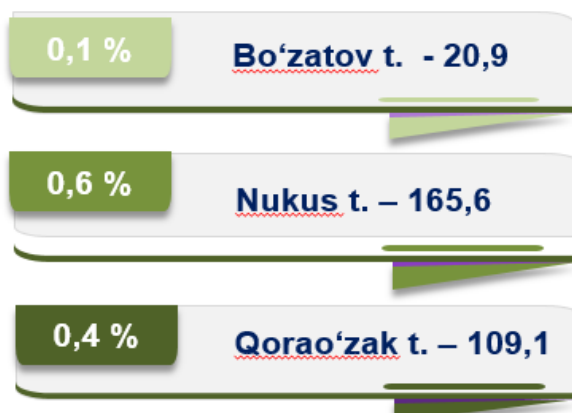 0,1 %
Bo‘zatov t. - 20,9
0,6 %
Nukus t. – 165,6
0,4 %
Qorao‘zak t. – 109,1